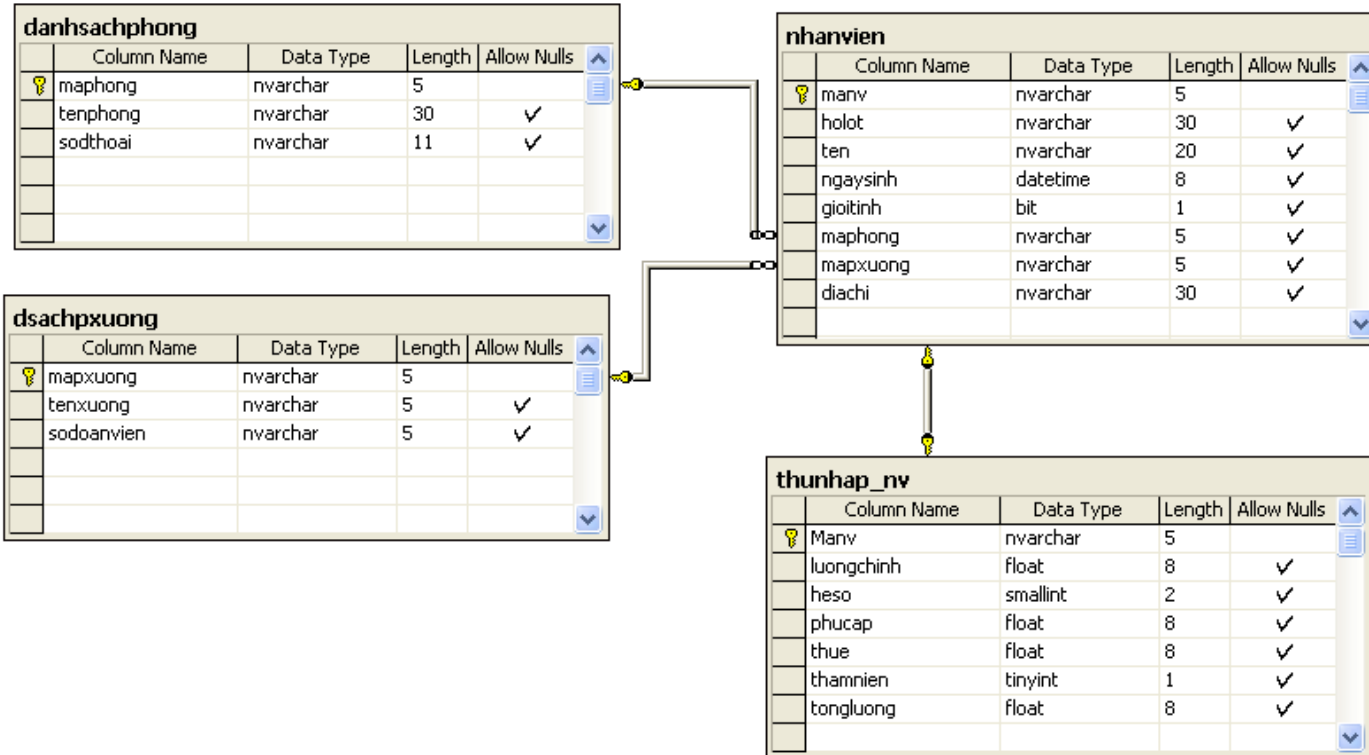 danhsachphong
Column Name Data Type Length Allow Nulls
maphong nvarchar 5
tenphong nvarchar 30
sodthoai nvarchar 11
nhanvien
Column Name Data Type Length Allow Nulls
manv nvarchar 5
holot nvarchar 30
ten nvarchar 20
ngaysinh datetime 8
gioitinh bit 1
maphong nvarchar 5
mapxuong nvarchar 5
diachi nvarchar 30
dsachpxuong
Column Name Data Type Length Allow Nulls
mapxuong nvarchar 5
tenxuong nvarchar 5
sodoanvien nvarchar 5
thunhap_nv
Column Name Data Type Length Allow Nulls
Manv nvarchar 5
luongchinh float 8
heso smallint 2
phucap float 8
thue float 8
thamnien tinyint 1
tongluong float 8